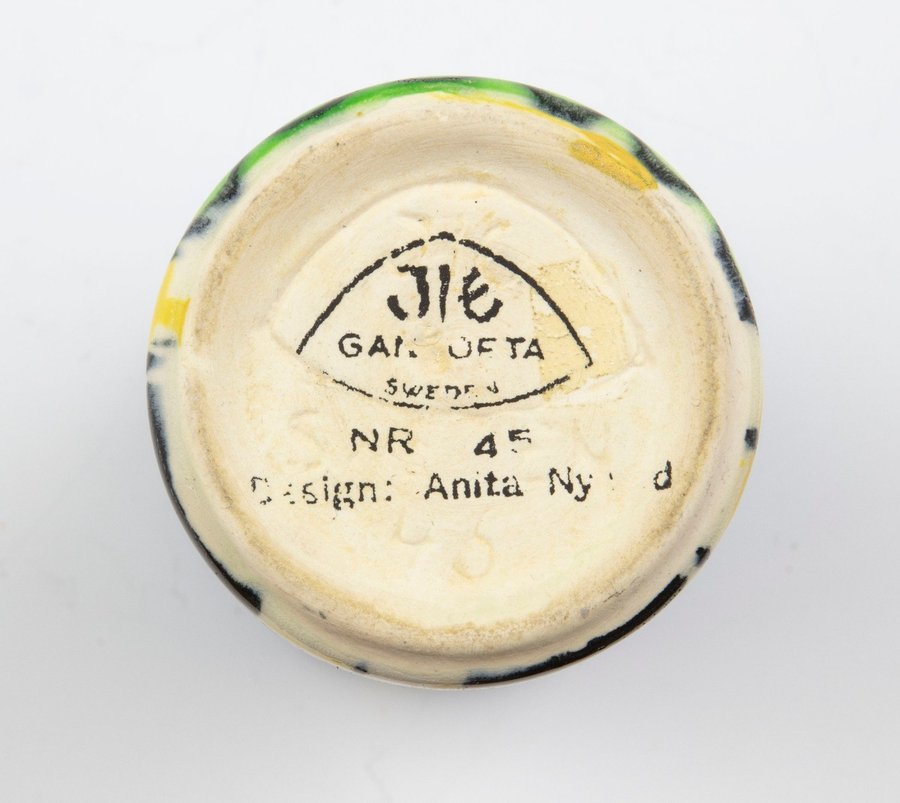 JIE
SWEDEN
NR 45
Design: Anita